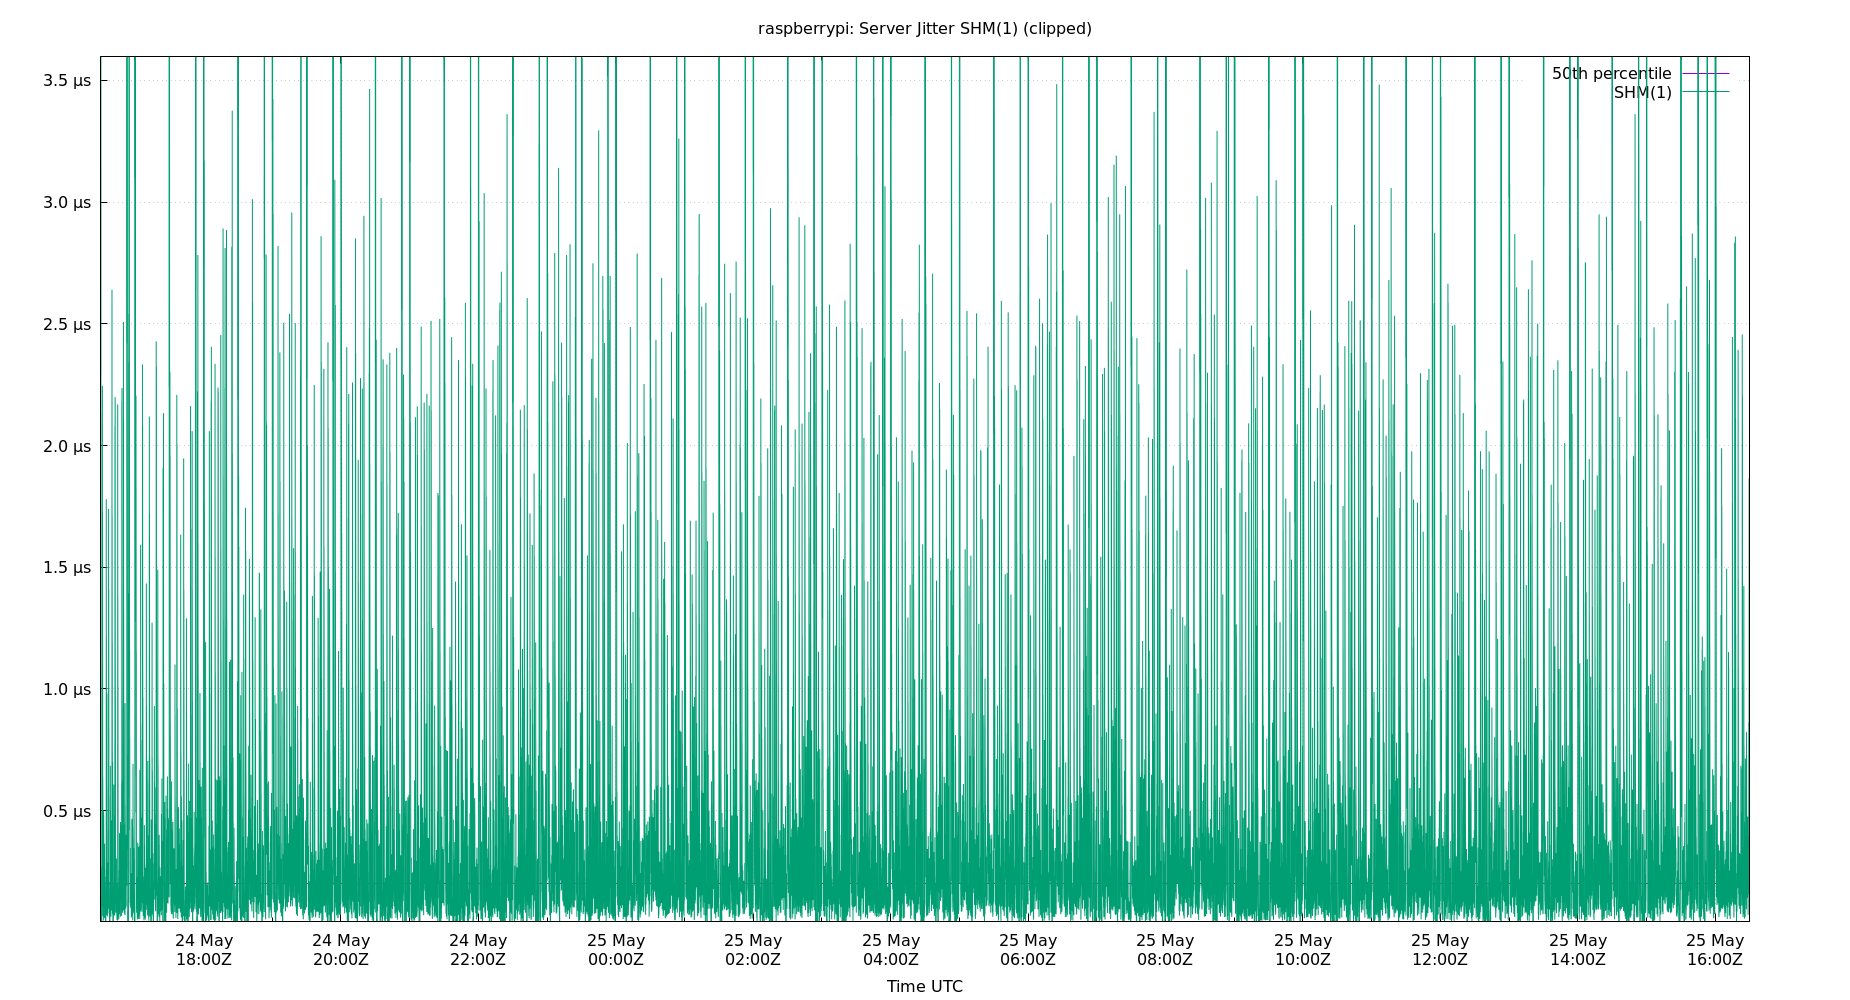 raspberrypi: Server Jitter SHM(1) (clipped)
50th percentile
SHM(1)
3.5 µs
3.0 µs
2.5 µs
2.0 µs
1.5 µs
1.0 µs
0.5 µs
24 May 24 May 24 May 25 May 25 May 25 May 25 May 25 May 25 May 25 May 25 May 25 May
18:00Z 20:00Z 22:00Z 00:00Z 02:00Z 04:00Z 06:00Z 08:00Z 10:00Z 12:00Z 14:00Z 16:00Z
Time UTC